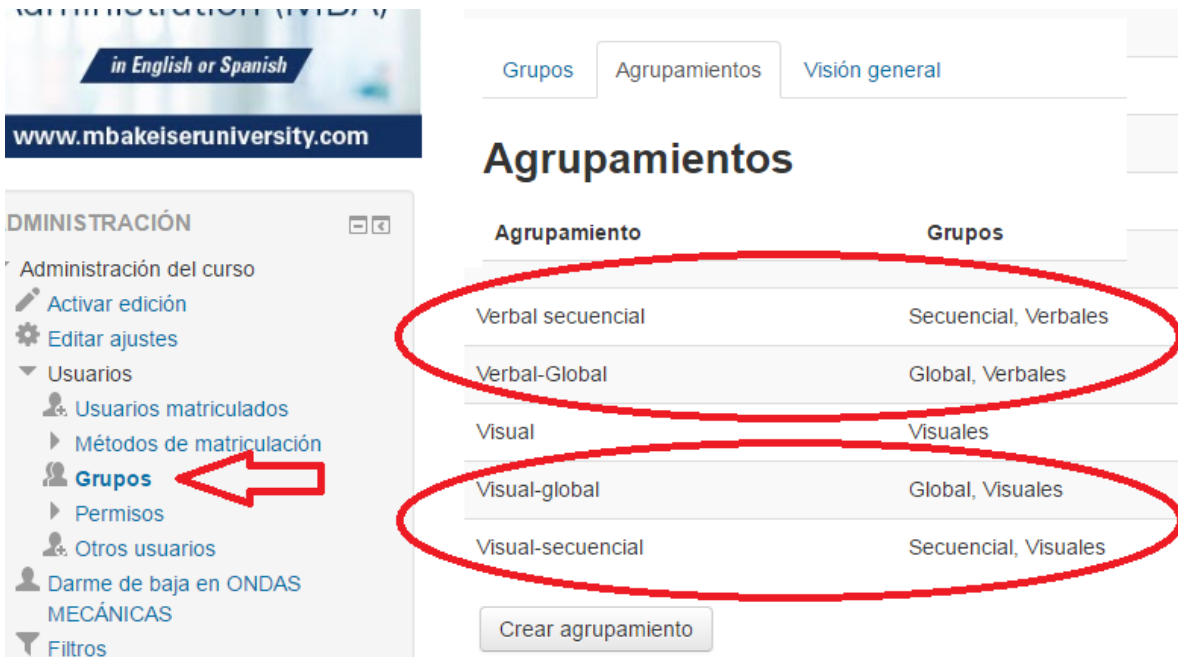 Administration (MBA)
in English or Spanish
www.mbakeiseruniversity.com
DMINISTRACIÓN
Administración del curso
Activar edición
Editar ajustes
Usuarios
Usuarios matriculados
Métodos de matriculación
Grupos
Permisos
Otros usuarios
Darme de baja en ONDAS
MECÁNICAS
Filtros
Grupos Agrupamientos Visión general
Agrupamientos
Agrupamiento Grupos
Verbal secuencial Secuencial, Verbales
Verbal-Global Global, Verbales
Visual Visuales
Visual-global Global, Visuales
Visual-secuencial Secuencial, Visuales
Crear agrupamiento